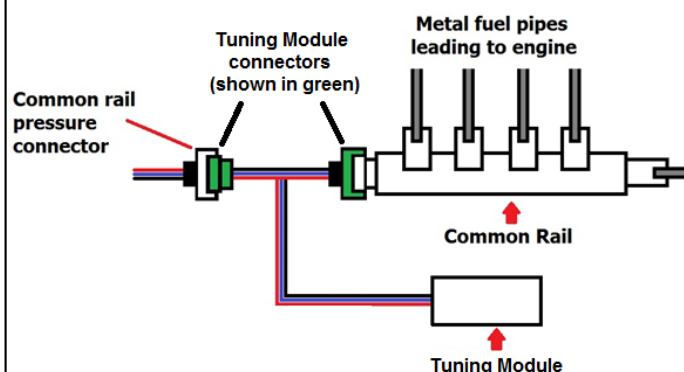 Metal fuel pipes
leading to engine
Tuning Module
connectors
(shown in green)
Common rail
pressure
connector
Common Rail
Tuning Module